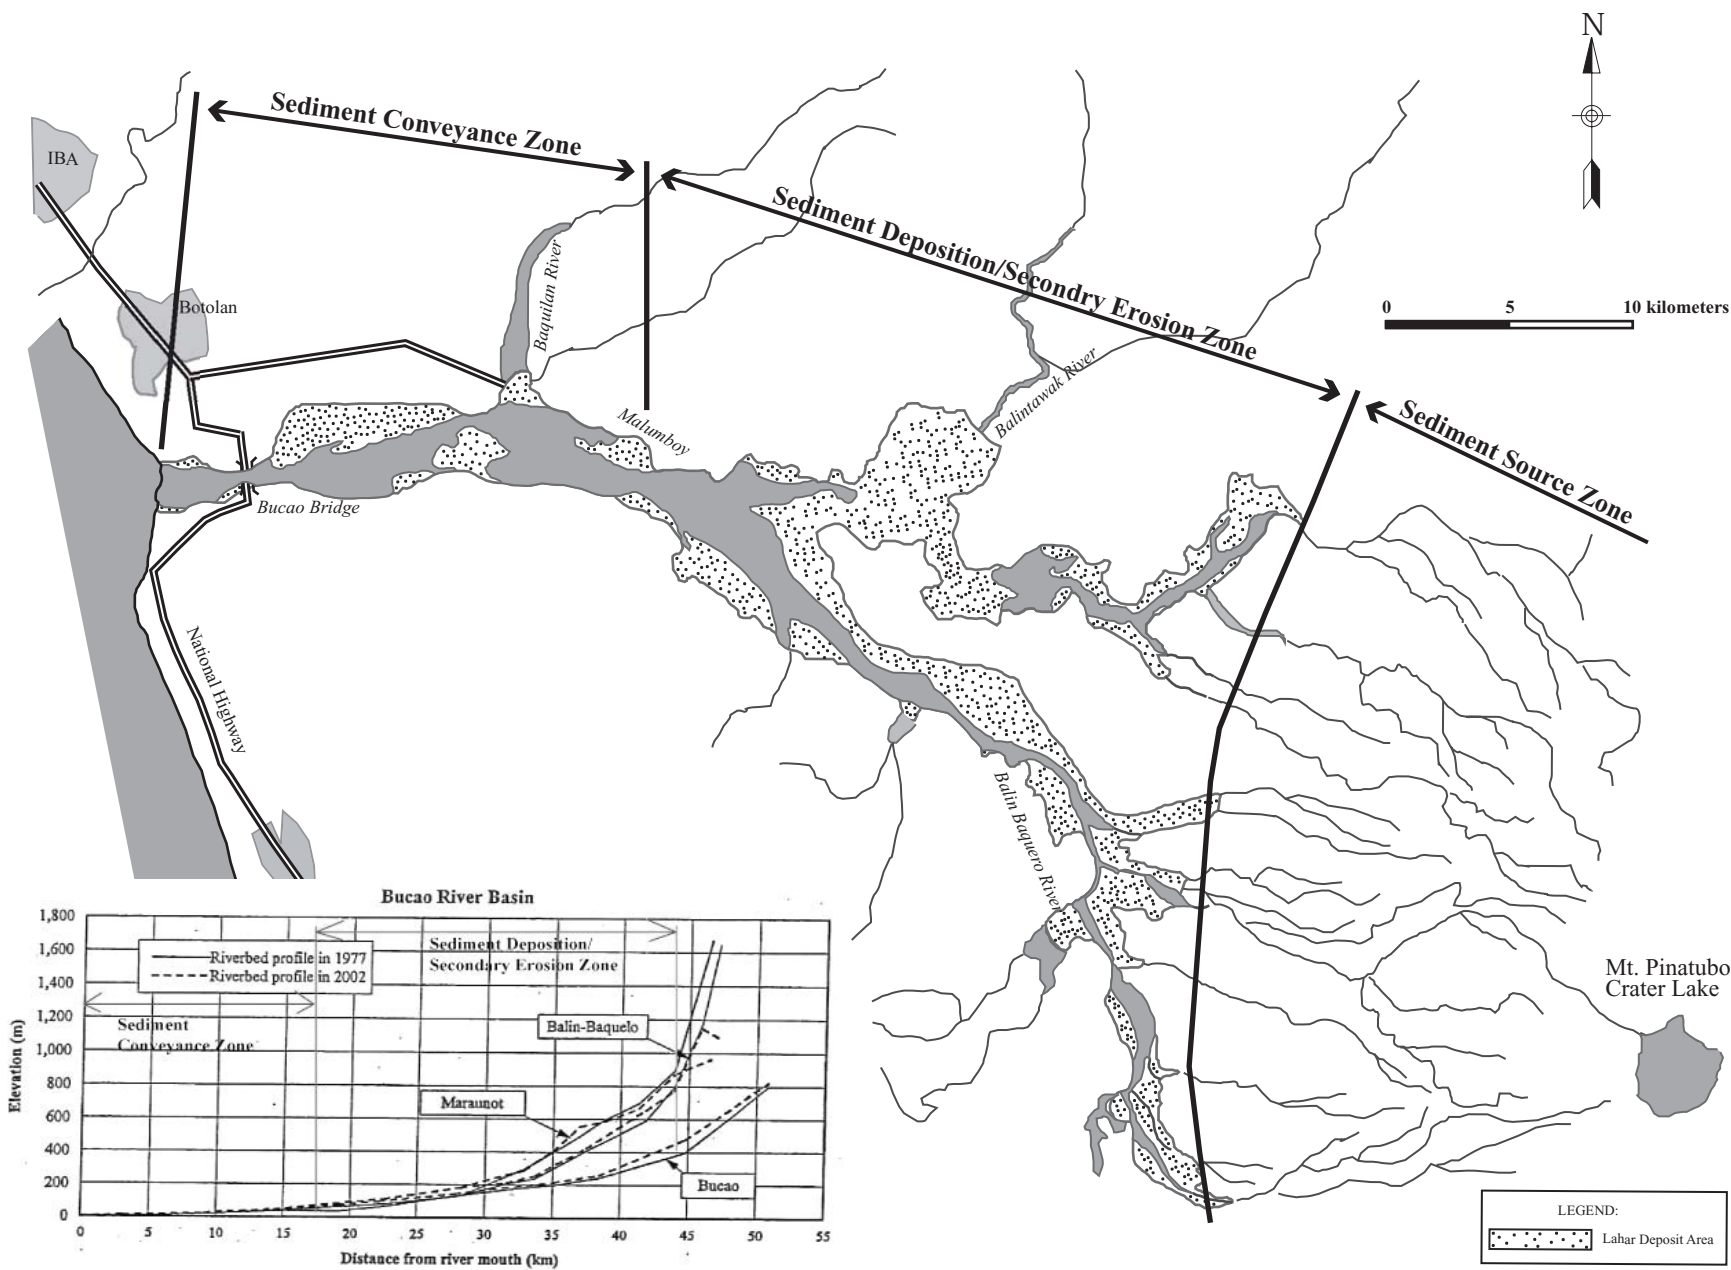 N
Sediment Conveyance Zone
IBA
Sediment Deposition/Secondry Erosion Zone
Baquilan River
Botolan
0 5 10 kilometers
Balintawak River
Sediment Source Zone
Malumboy
Bucao Bridge
National Highway
Balin Baquero River
Mt. Pinatubo
Crater Lake
LEGEND:
Lahar Deposit Area
Bucao River Basin
1,800
1,600
1,400
1,200
1,000
800
600
400
200
0
Elevation (m)
Riverbed profile in 1977
Riverbed profile in 2002
Sediment Deposition/
Secondary Erosion Zone
Sediment
Conveyance Zone
Balin-Baquelo
Maraunot
Bucao
0 5 10 15 20 25 30 35 40 45 50 55
Distance from river mouth (km)